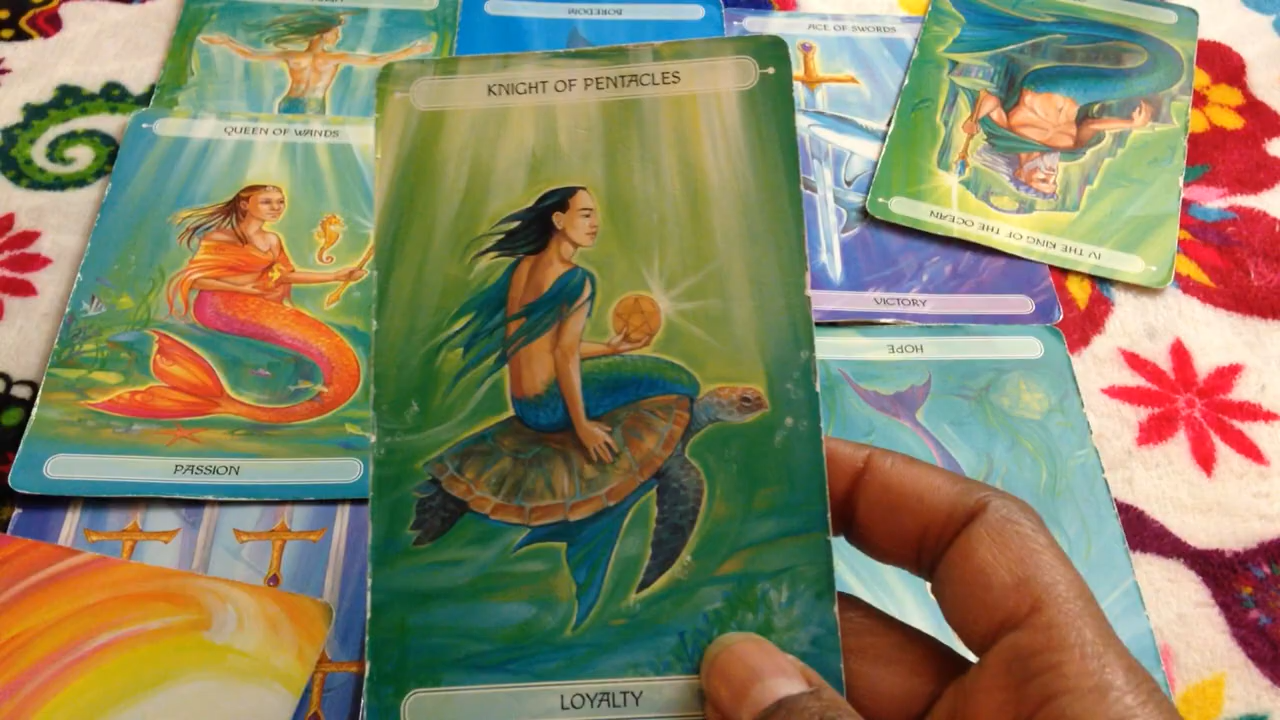 BOREDOM
ACE OF SWORDS
KNIGHT OF PENTACLES
QUEEN OF WANDS
IV THE KING OF THE OCEAN
VICTORY
HOPE
PASSION
LOYALTY